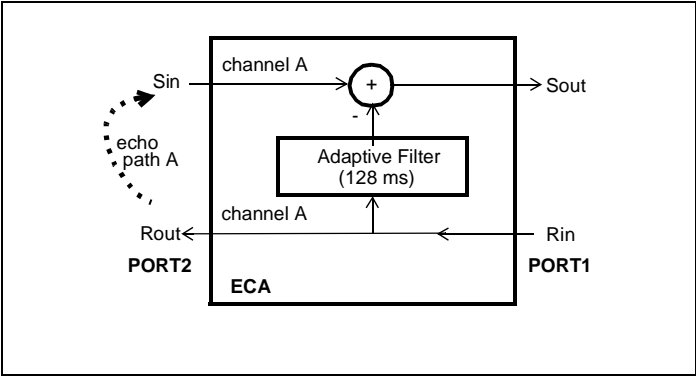 channel A
Sin
+
Sout
-
echo
path A
Adaptive Filter
(128 ms)
channel A
Rout
Rin
PORT2
PORT1
ECA